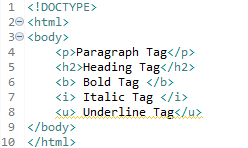 1 <!DOCTYPE>
2 <html>
3 <body>
4 <p>Paragraph Tag</p>
5 <h2>Heading Tag</h2>
6 <b> Bold Tag </b>
7 <i> Italic Tag </i>
8 <u> Underline Tag</u>
9 </body>
10 </html>